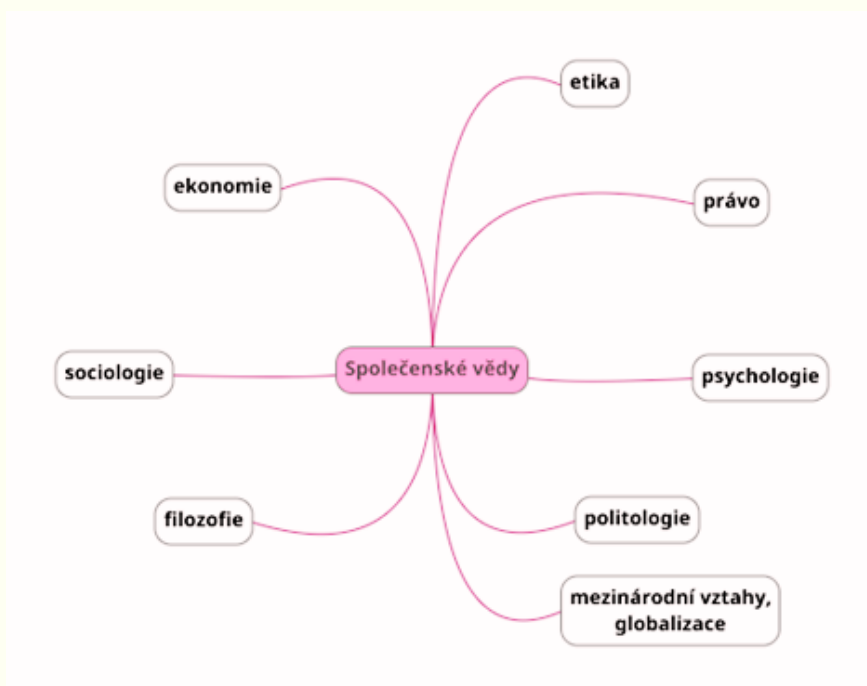 etika
ekonomie
právo
Společenské vědy
sociologie
psychologie
filozofie
politologie
mezinárodní vztahy,
globalizace